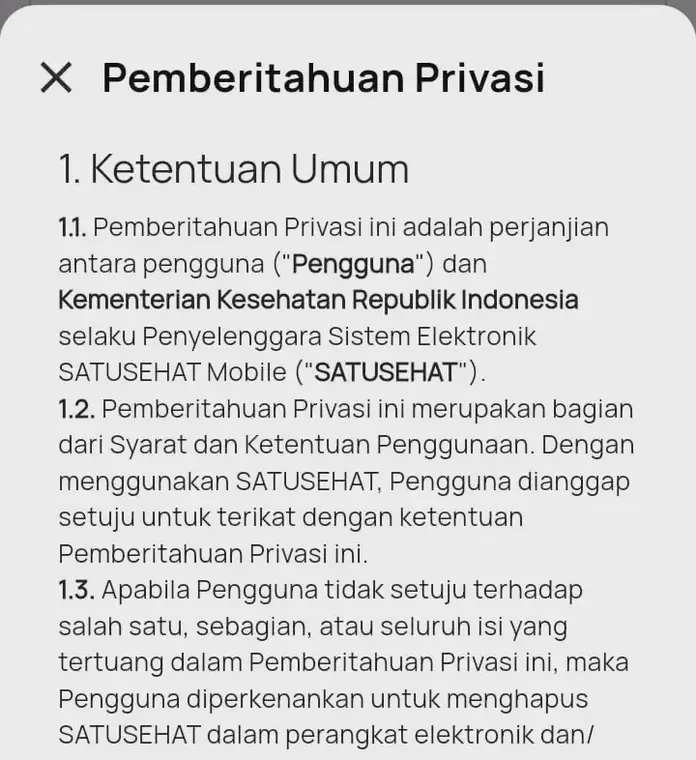 Pemberitahuan Privasi
1. Ketentuan Umum
1.1. Pemberitahuan Privasi ini adalah perjanjian
antara pengguna ("Pengguna") dan
Kementerian Kesehatan Republik Indonesia
selaku Penyelenggara Sistem Elektronik
SATUSEHAT Mobile ("SATUSEHAT").
1.2. Pemberitahuan Privasi ini merupakan bagian
dari Syarat dan Ketentuan Penggunaan. Dengan
menggunakan SATUSEHAT, Pengguna dianggap
setuju untuk terikat dengan ketentuan
Pemberitahuan Privasi ini.
1.3. Apabila Pengguna tidak setuju terhadap
salah satu, sebagian, atau seluruh isi yang
tertuang dalam Pemberitahuan Privasi ini, maka
Pengguna diperkenankan untuk menghapus
SATUSEHAT dalam perangkat elektronik dan/